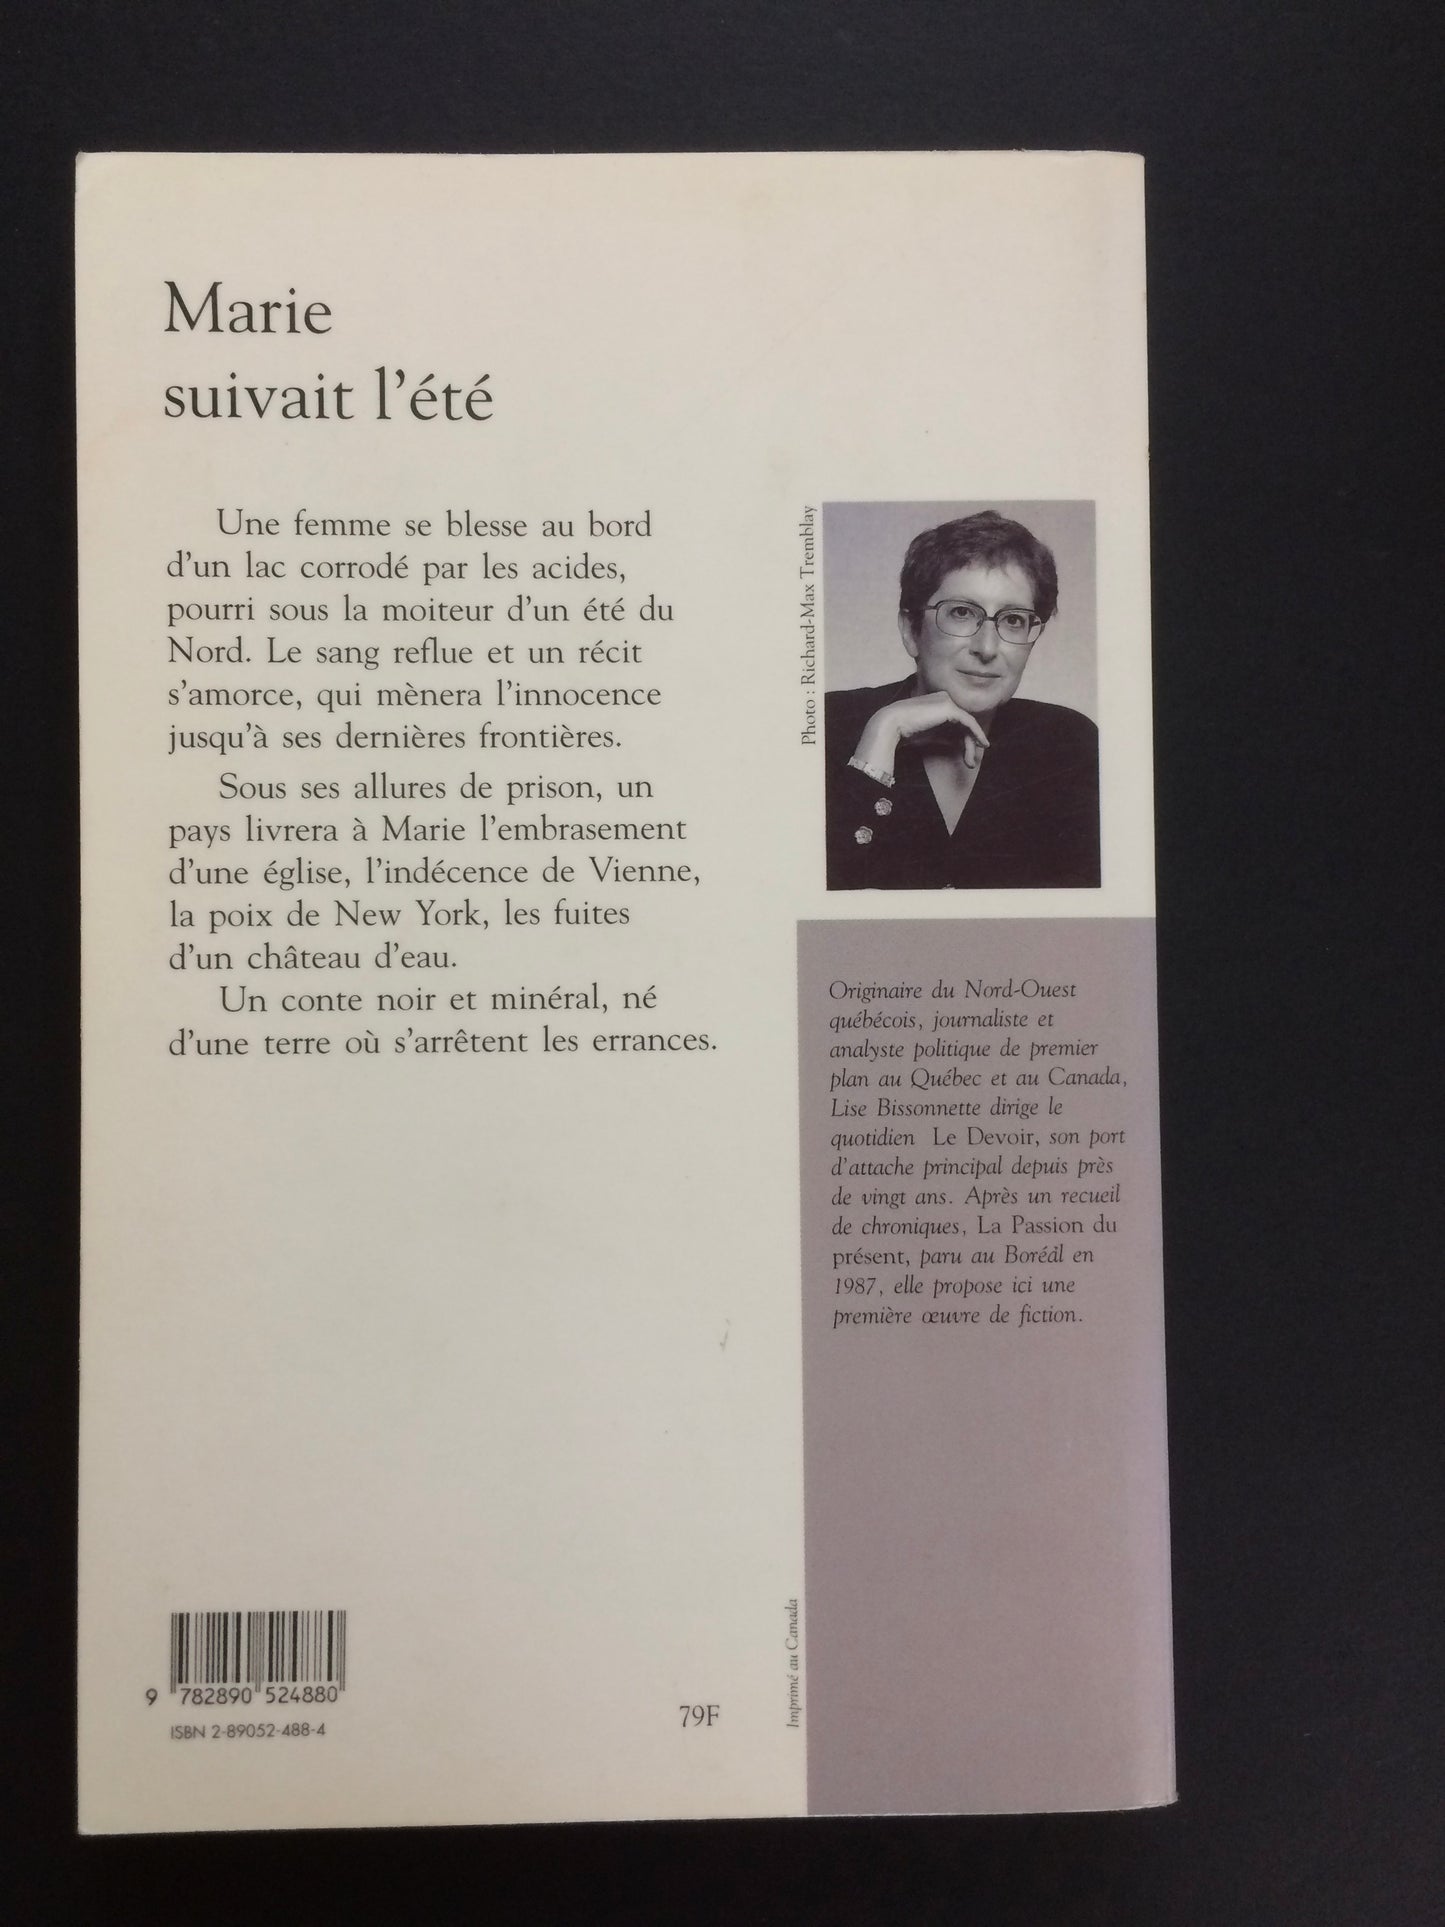 Marie
suivait l'été
Une femme se blesse au bord
d'un lac corrodé par les acides,
pourri sous la moiteur d'un été du
Nord. Le sang reflue et un récit
s'amorce, qui mènera l'innocence
jusqu'à ses dernières frontières.
Sous ses allures de prison, un
pays livrera à Marie l'embrasement
d'une église, l'indécence de Vienne,
la poix de New York, les fuites
d'un château d'eau.
Un conte noir et minéral, né
d'une terre où s'arrêtent les errances.
Photo : Richard-Max Tremblay
Originaire du Nord-Ouest
québécois, journaliste et
analyste politique de premier
plan au Québec et au Canada,
Lise Bissonnette dirige le
quotidien Le Devoir, son port
d'attache principal depuis près
de vingt ans. Après un recueil
de chroniques, La Passion du
présent, paru au Boréal en
1987, elle propose ici une
première œuvre de fiction.
9 782890 524880
ISBN 2-89052-488-4
79F
Imprimé au Canada